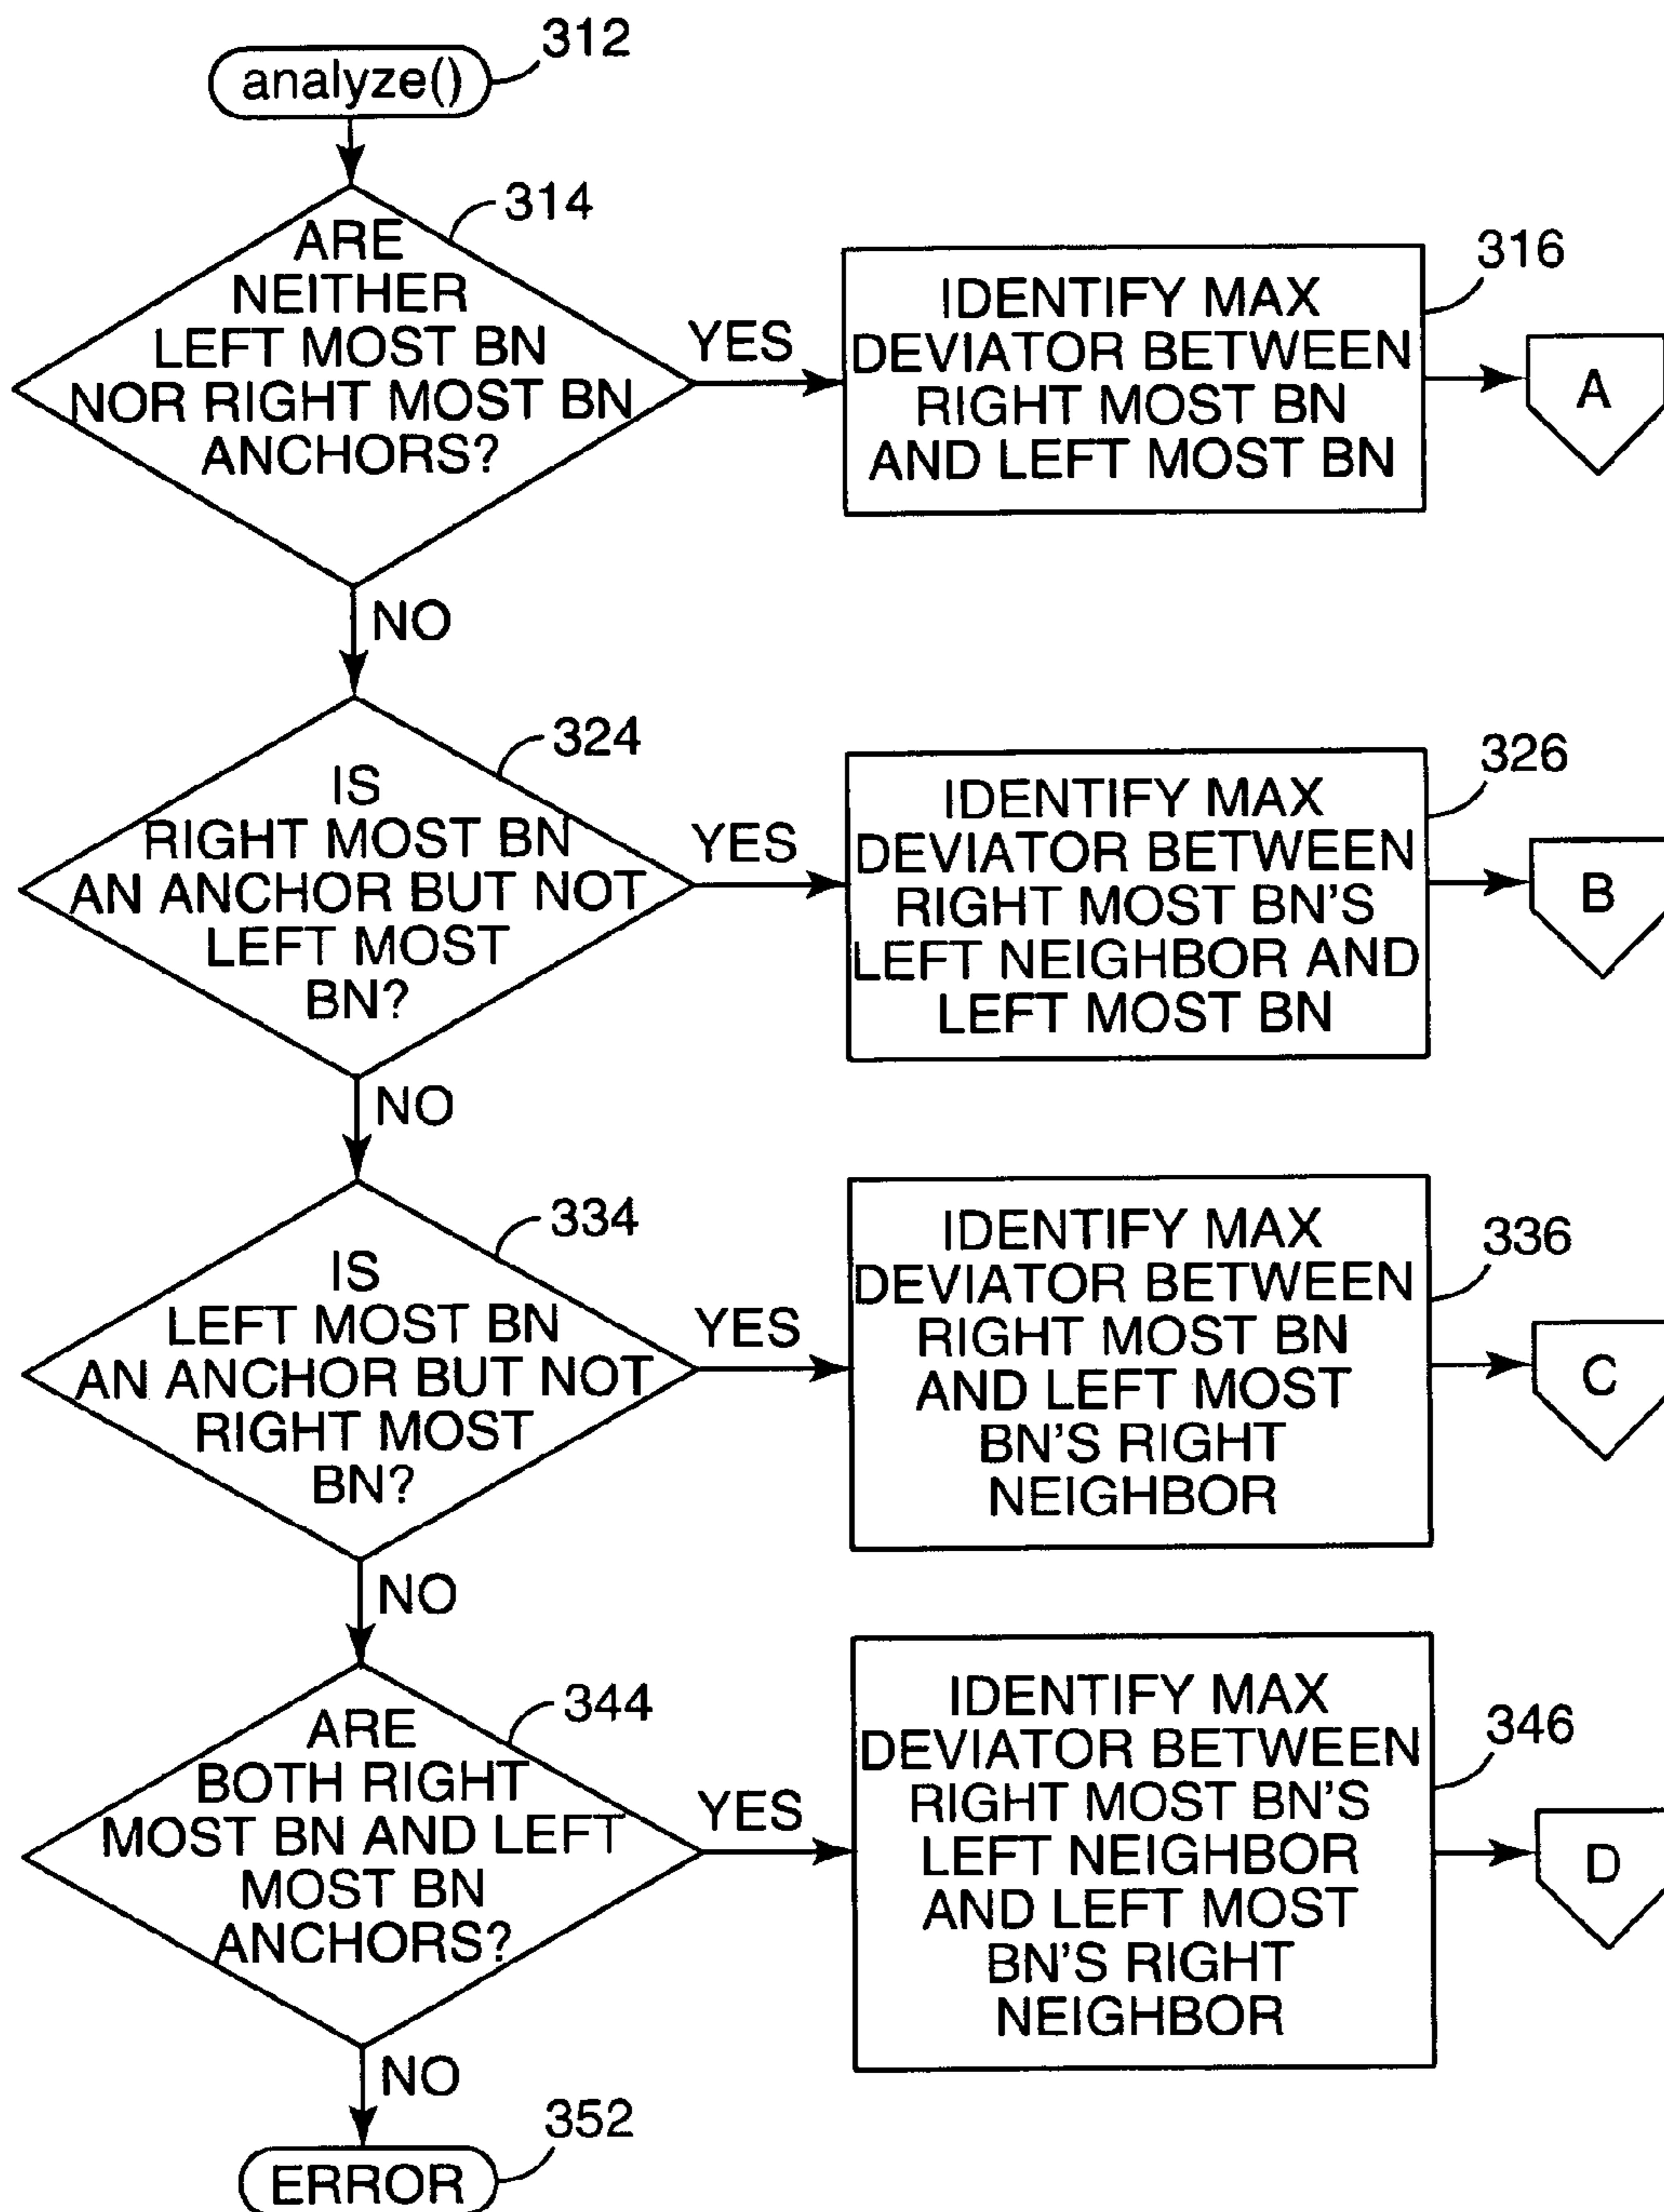 analyze()
312
ARE
NEITHER
LEFT MOST BN
NOR RIGHT MOST BN
ANCHORS?
314
YES
IDENTIFY MAX
DEVIATOR BETWEEN
RIGHT MOST BN
AND LEFT MOST BN
316
A
NO
IS
RIGHT MOST BN
AN ANCHOR BUT NOT
LEFT MOST
BN?
324
YES
IDENTIFY MAX
DEVIATOR BETWEEN
RIGHT MOST BN'S
LEFT NEIGHBOR AND
LEFT MOST BN
326
B
NO
IS
LEFT MOST BN
AN ANCHOR BUT NOT
RIGHT MOST
BN?
334
YES
IDENTIFY MAX
DEVIATOR BETWEEN
RIGHT MOST BN
AND LEFT MOST
BN'S RIGHT
NEIGHBOR
336
C
NO
ARE
BOTH RIGHT
MOST BN AND LEFT
MOST BN
ANCHORS?
344
YES
IDENTIFY MAX
DEVIATOR BETWEEN
RIGHT MOST BN'S
LEFT NEIGHBOR
AND LEFT MOST
BN'S RIGHT
NEIGHBOR
346
D
NO
ERROR
352